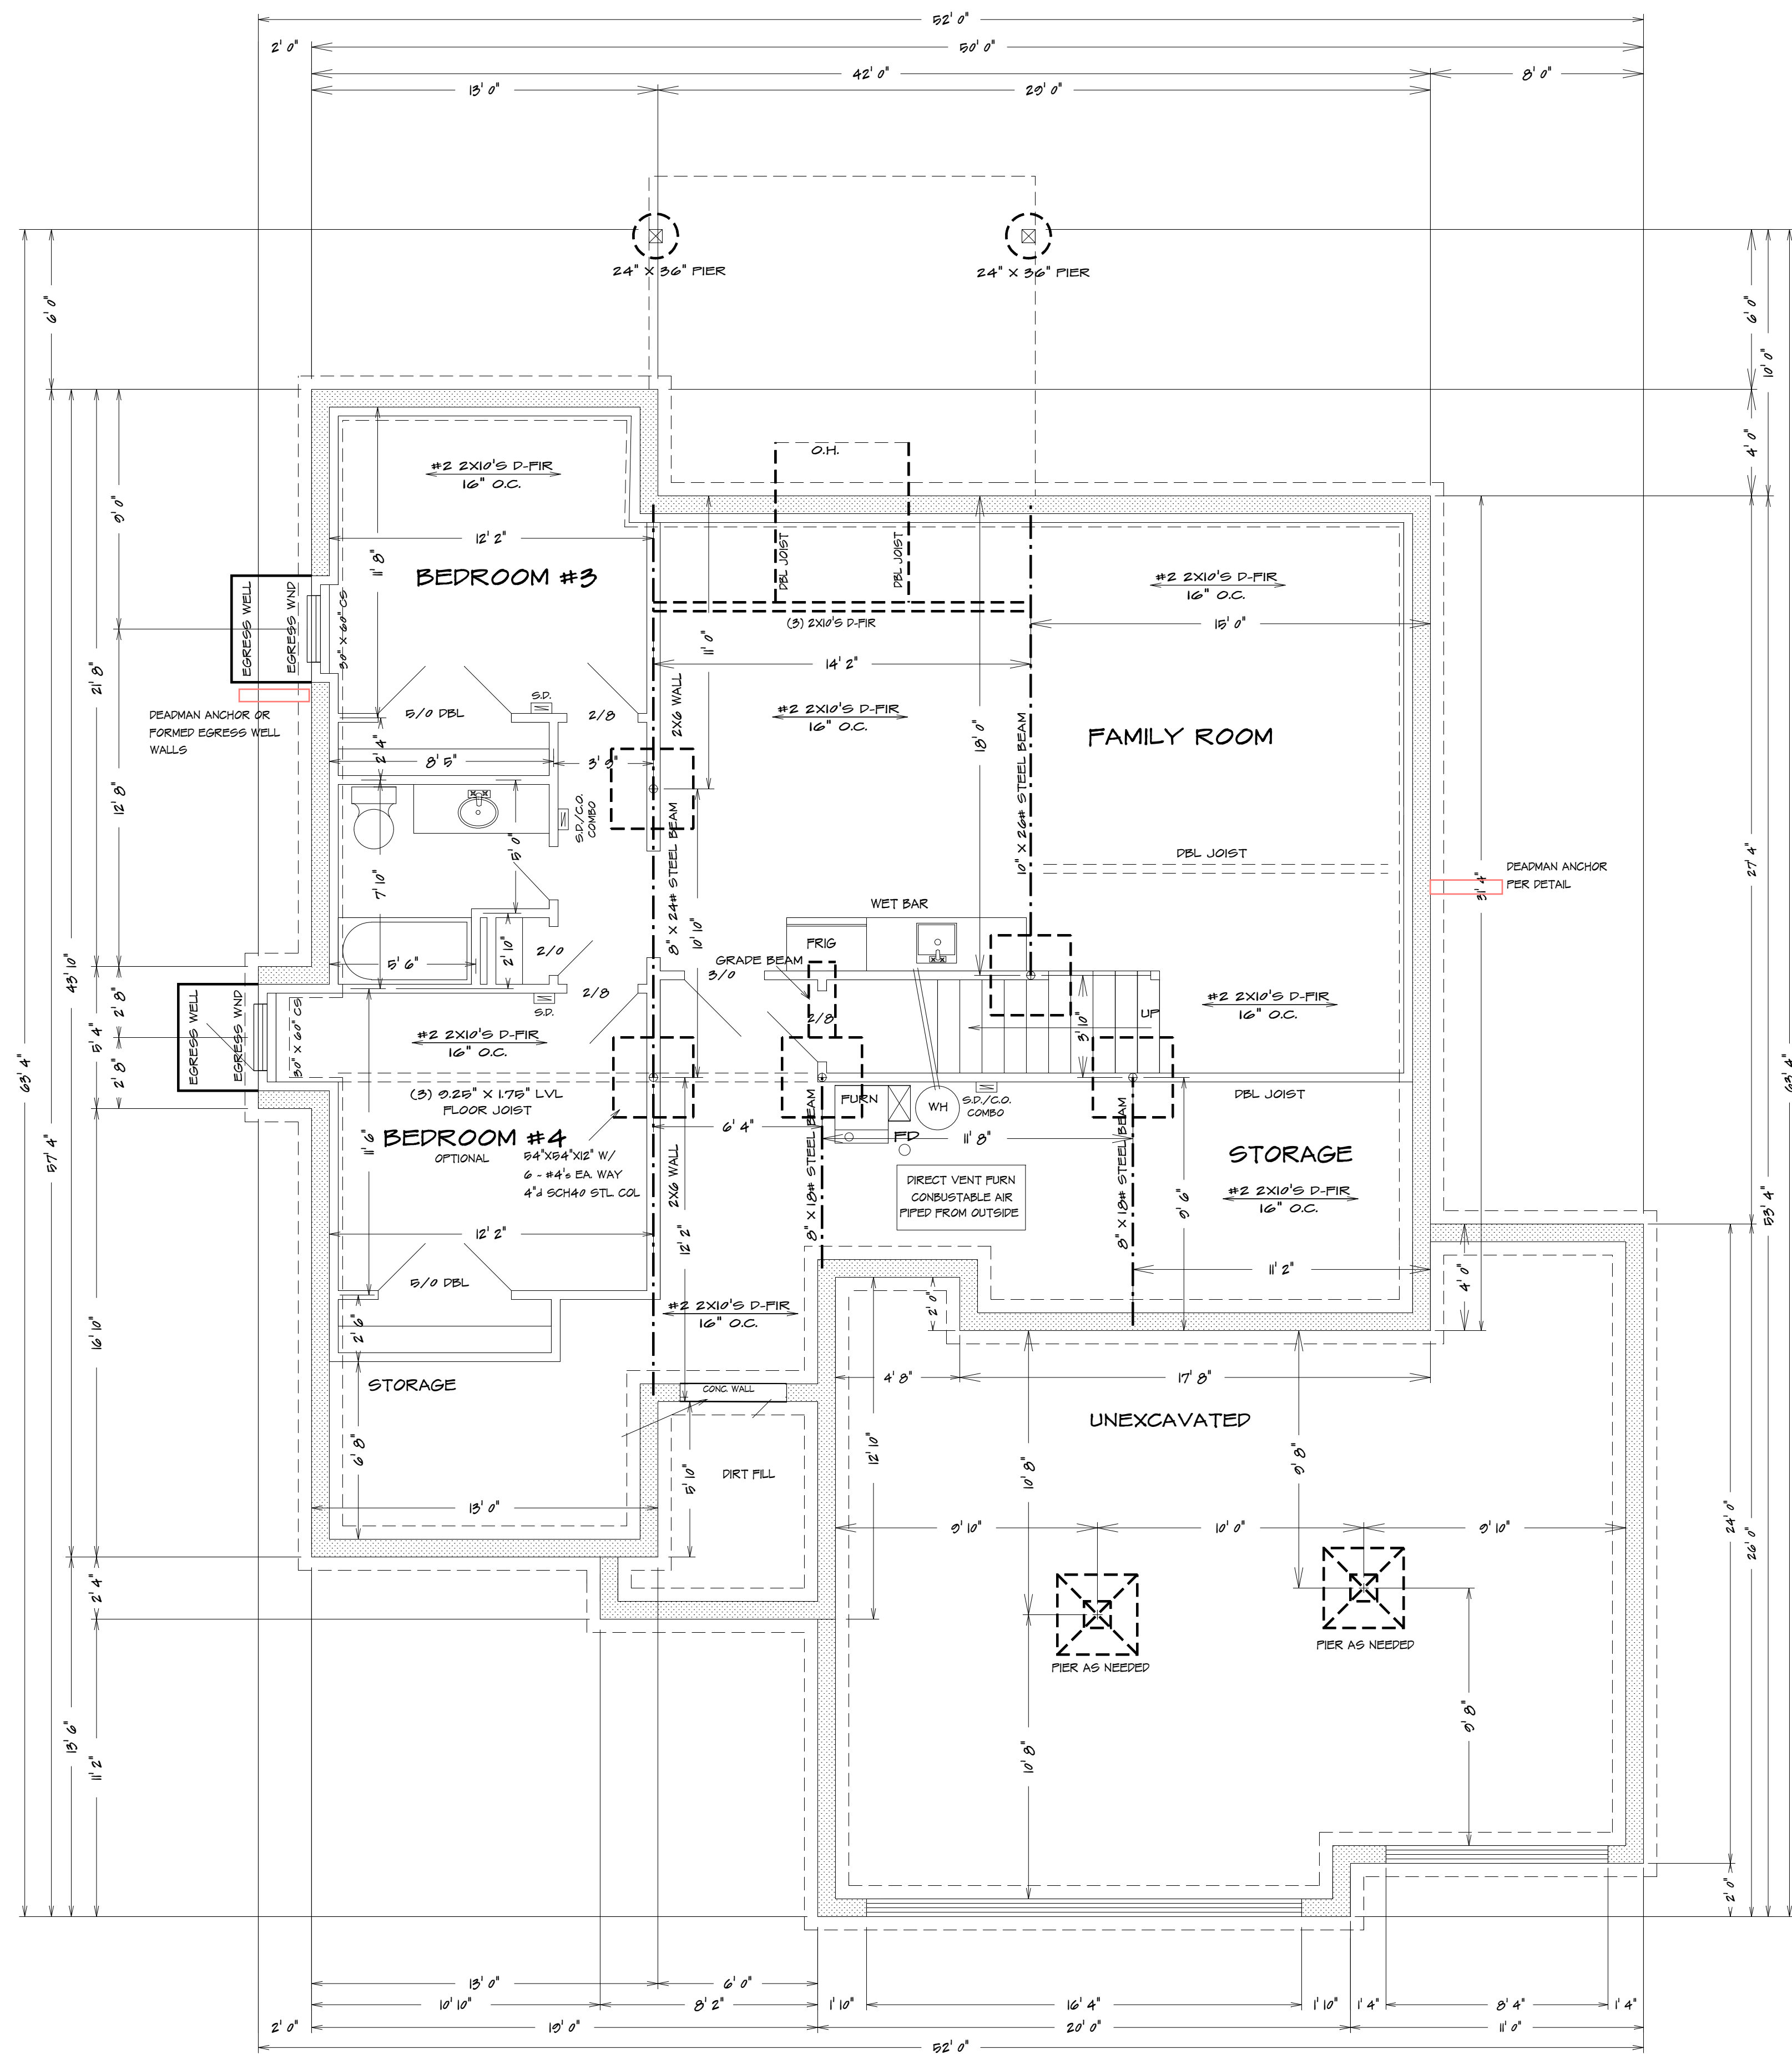 52' 0"
2' 0"
50' 0"
42' 0"
8' 0"
13' 0"
29' 0"
24" X 36" PIER
24" X 36" PIER
6' 0"
6' 0"
10' 0"
4' 0"
O.H.
#2 2X10'S D-FIR
16" O.C.
9' 0"
12' 2"
11' 8"
DBL JOIST
DBL JOIST
BEDROOM #3
#2 2X10'S D-FIR
16" O.C.
EGRESS WELL
EGRESS WND
30" X 60" CS
(3) 2X10'S D-FIR
15' 0"
11' 0"
14' 2"
21' 8"
2X6 WALL
S.D.
5/0 DBL
2/8
#2 2X10'S D-FIR
16" O.C.
DEADMAN ANCHOR OR
FORMED EGRESS WELL
WALLS
18' 0"
10" X 26# STEEL BEAM
FAMILY ROOM
2' 4"
8' 5"
3' 9"
12' 8"
S.D./C.O.
COMBO
5' 0"
8" X 24# STEEL BEAM
DBL JOIST
DEADMAN ANCHOR
PER DETAIL
31' 4"
27' 4"
7' 10"
WET BAR
10' 10"
FRIG
2' 10"
2/0
5' 6"
GRADE BEAM
3/0
43' 10"
2' 8"
5' 4"
2' 8"
2/8
S.D.
EGRESS WELL
EGRESS WND
30" X 60" CS
#2 2X10'S D-FIR
16" O.C.
2/8
UP
3' 10"
#2 2X10'S D-FIR
16" O.C.
63' 4"
63' 4"
57' 4"
53' 4"
(3) 9.25" X 1.75" LVL
FLOOR JOIST
BEDROOM #4
OPTIONAL
11' 6"
54"X54"X12" W/
6 - #4's EA. WAY
4"d SCH40 STL. COL
6' 4"
FURN
WH
S.D./C.O.
COMBO
DBL JOIST
FD
11' 8"
8" X 18# STEEL BEAM
8" X 18# STEEL BEAM
2X6 WALL
STORAGE
DIRECT VENT FURN
CONBUSTABLE AIR
PIPED FROM OUTSIDE
#2 2X10'S D-FIR
16" O.C.
9' 6"
12' 2"
12' 2"
11' 2"
4' 0"
5/0 DBL
2' 0"
#2 2X10'S D-FIR
16" O.C.
16' 10"
2' 6"
STORAGE
CONC. WALL
4' 8"
17' 8"
UNEXCAVATED
6' 8"
12' 10"
10' 8"
9' 8"
DIRT FILL
5' 10"
13' 0"
9' 10"
10' 0"
9' 10"
24' 0"
26' 0"
2' 4"
PIER AS NEEDED
PIER AS NEEDED
13' 6"
11' 2"
10' 8"
9' 8"
2' 0"
13' 0"
6' 0"
10' 10"
8' 2"
1' 10"
16' 4"
1' 10"
1' 4"
8' 4"
1' 4"
2' 0"
19' 0"
20' 0"
11' 0"
52' 0"